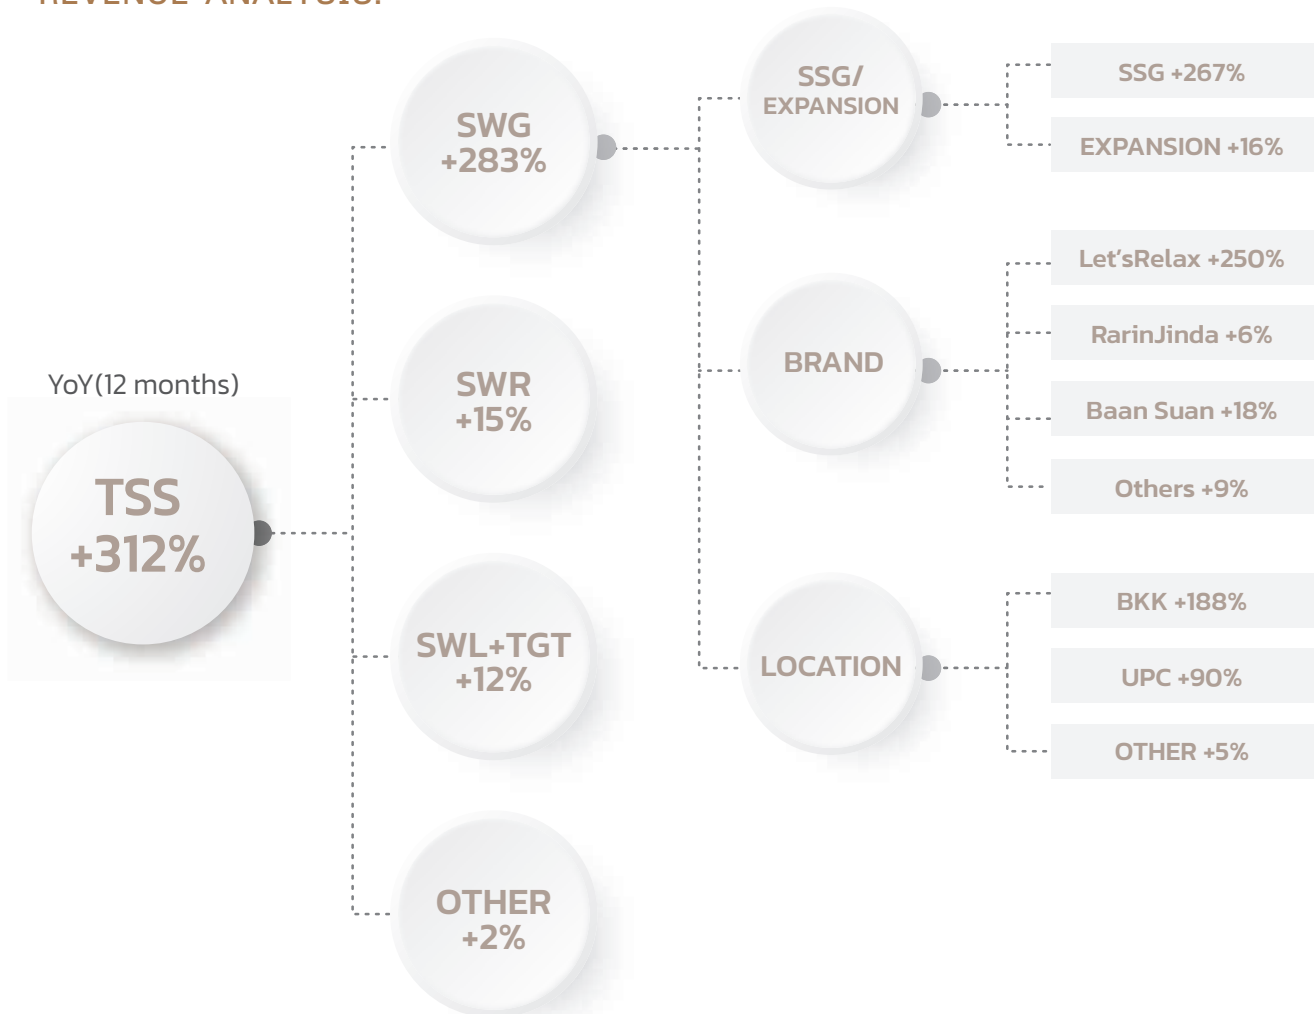 REVENUE ANALYSIS:
YoY(12 months)
TSS
+312%
SWG
+283%
SWR
+15%
SWL+TGT
+12%
OTHER
+2%
SSG/
EXPANSION
BRAND
LOCATION
SSG +267%
EXPANSION +16%
Let'sRelax +250%
RarinJinda +6%
Baan Suan +18%
Others +9%
BKK +188%
UPC +90%
OTHER +5%